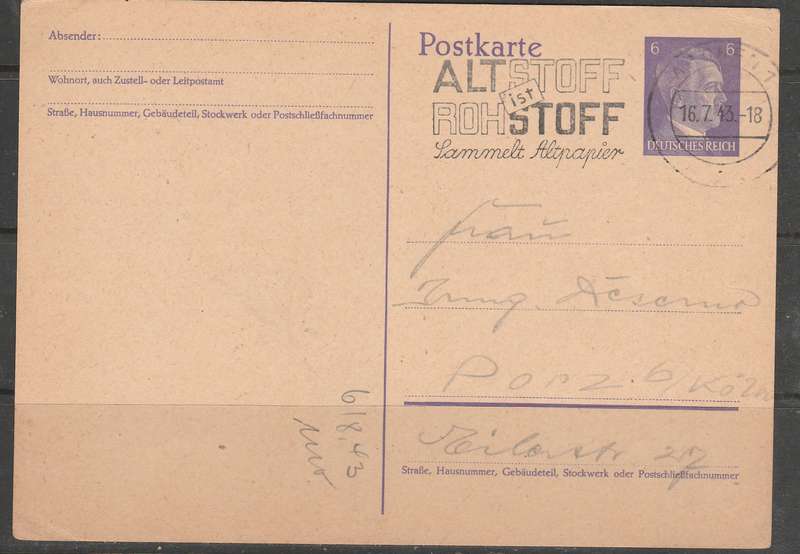 Absender:
Wohnort, auch Zustell- oder Leitpostamt
Straße, Hausnummer, Gebäudeteil, Stockwerk oder Postschließfachnummer
6/8.43
Postkarte
6 6
DEUTSCHES REICH
16.7.43.-18
ALTSTOFF
ist
ROHSTOFF
Sammelt Altpapier
Frau
Porz b/Köln
Straße, Hausnummer, Gebäudeteil, Stockwerk oder Postschließfachnummer